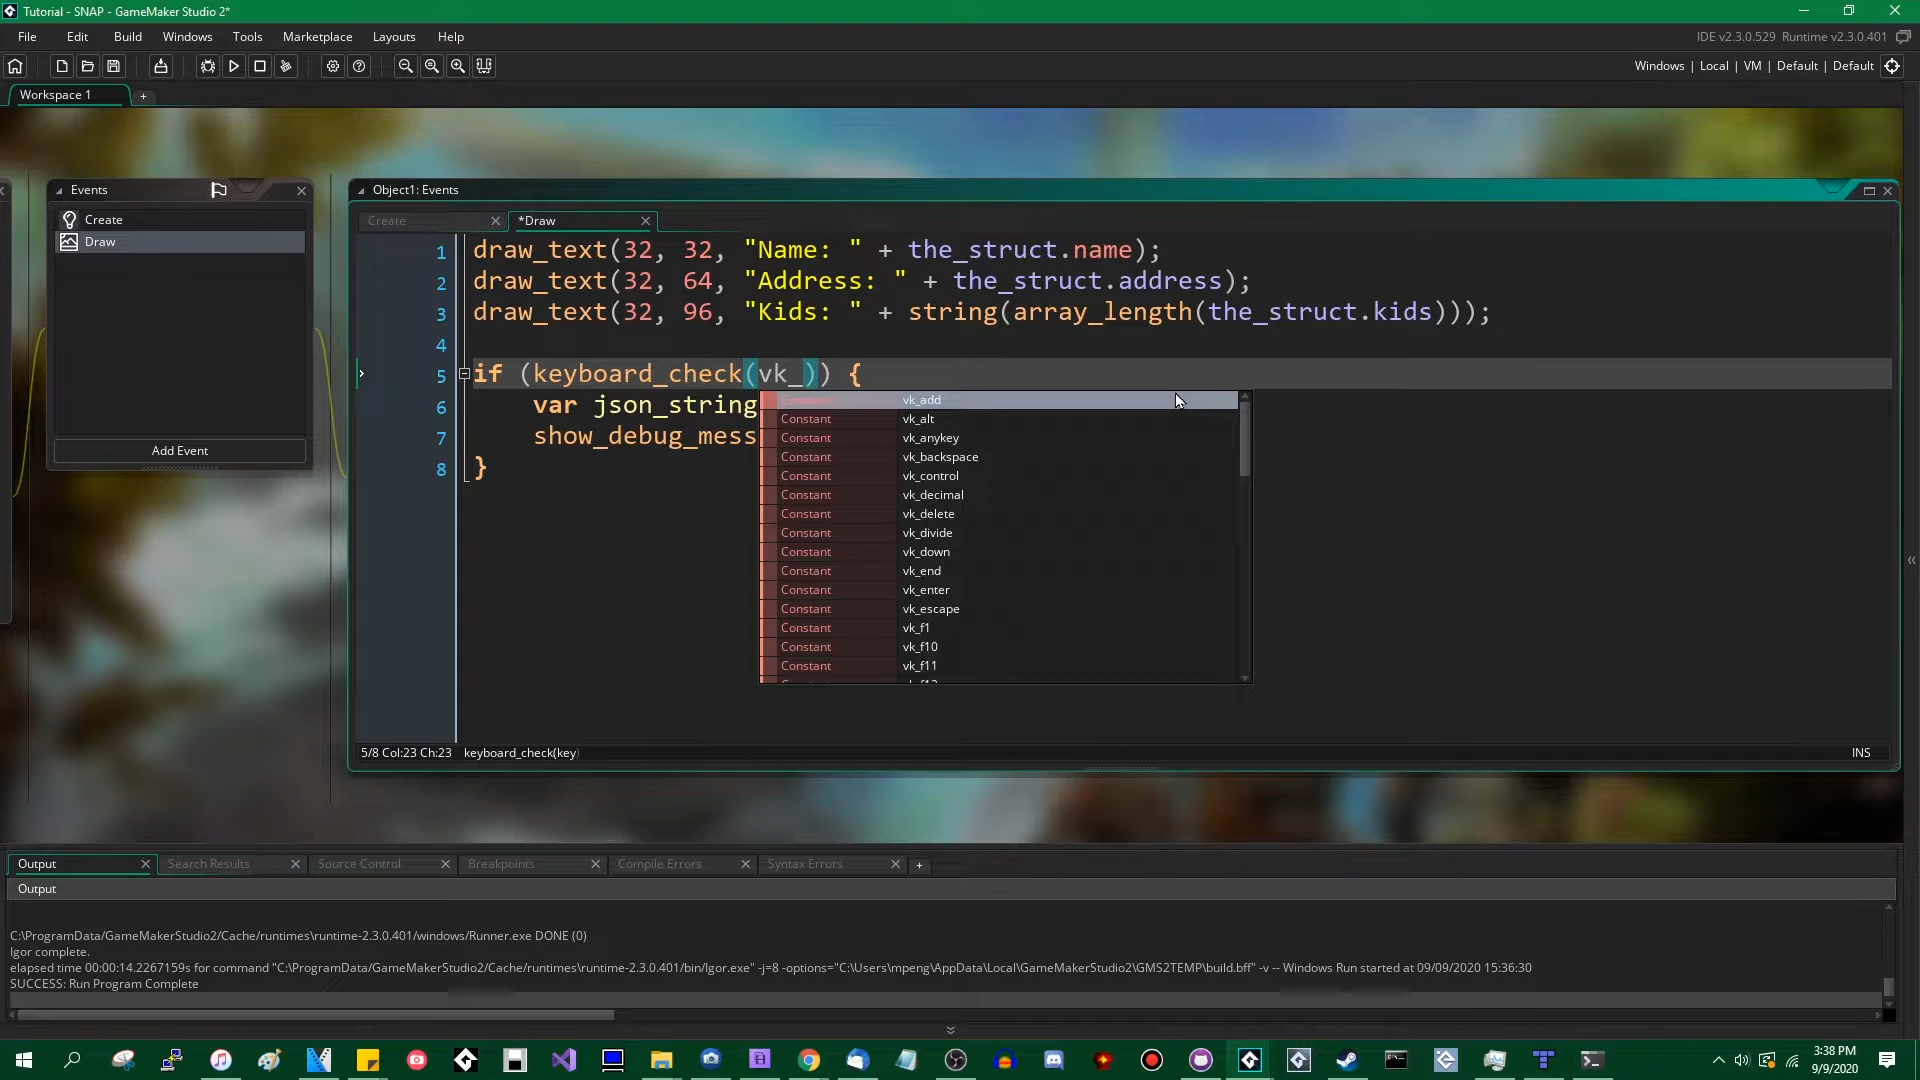 Tutorial - SNAP - GameMaker Studio 2*
File Edit Build Windows Tools Marketplace Layouts Help
IDE v2.3.0.529 Runtime v2.3.0.401
Windows | Local | VM | Default | Default
Workspace 1
Events
Create
Draw
Add Event
Object1: Events
Create
*Draw
1 draw_text(32, 32, "Name: " + the_struct.name);
2 draw_text(32, 64, "Address: " + the_struct.address);
3 draw_text(32, 96, "Kids: " + string(array_length(the_struct.kids)));
4
5 if (keyboard_check(vk_)) {
6 var json_string
7 show_debug_mess
8 }
Constant vk_add
Constant vk_alt
Constant vk_anykey
Constant vk_backspace
Constant vk_control
Constant vk_decimal
Constant vk_delete
Constant vk_divide
Constant vk_down
Constant vk_end
Constant vk_enter
Constant vk_escape
Constant vk_f1
Constant vk_f10
Constant vk_f11
5/8 Col:23 Ch:23 keyboard_check(key)
INS
Output Search Results Source Control Breakpoints Compile Errors Syntax Errors
Output
C:\ProgramData/GameMakerStudio2/Cache/runtimes\runtime-2.3.0.401/windows/Runner.exe DONE (0)
Igor complete.
elapsed time 00:00:14.2267159s for command "C:\ProgramData/GameMakerStudio2/Cache/runtimes\runtime-2.3.0.401/bin/Igor.exe" -j=8 -options="C:\Users\mpeng\AppData\Local\GameMakerStudio2\GMS2TEMP\build.bff" -v -- Windows Run started at 09/09/2020 15:36:30
SUCCESS: Run Program Complete
3:38 PM
9/9/2020